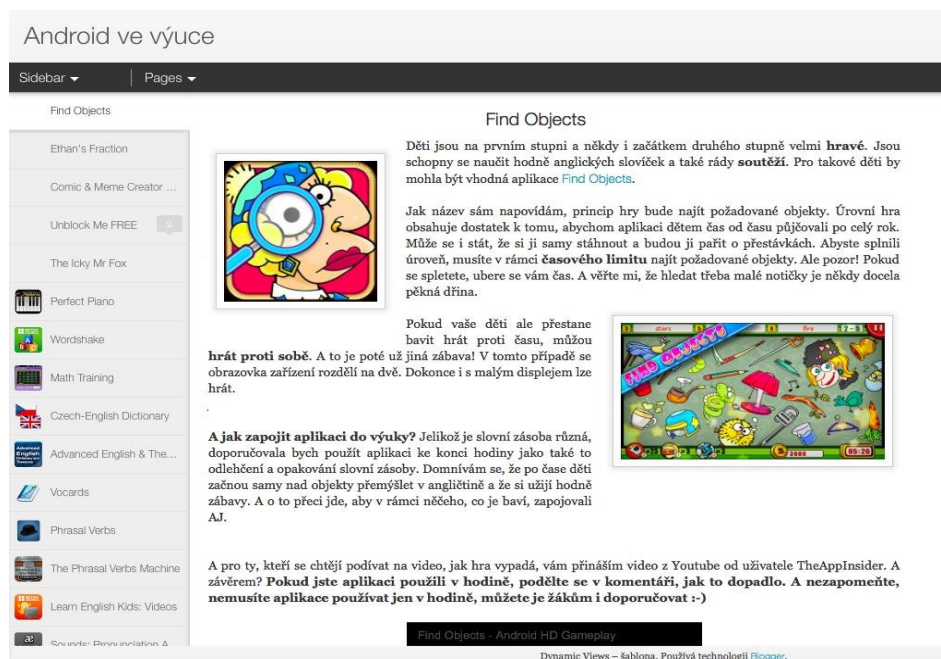 Android ve výuce
Sidebar
Pages
Find Objects
Ethan's Fraction
Comic & Meme Creator ...
Unblock Me FREE 2
The Icky Mr Fox
Perfect Piano
Wordshake
Math Training
Czech-English Dictionary
Advanced English & The...
Vocards
Phrasal Verbs
The Phrasal Verbs Machine
Learn English Kids: Videos
Sounds: Pronunciation A
Find Objects
Děti jsou na prvním stupni a někdy i začátkem druhého stupně velmi hravé. Jsou
schopny se naučit hodně anglických slovíček a také rády soutěží. Pro takové děti by
mohla být vhodná aplikace Find Objects.
Jak název sám napovídám, princip hry bude najít požadované objekty. Úrovní hra
obsahuje dostatek k tomu, abychom aplikaci dětem čas od času půjčovali po celý rok.
Může se i stát, že si ji samy stáhnout a budou ji pařit o přestávkách. Abyste splnili
úroveň, musíte v rámci časového limitu najít požadované objekty. Ale pozor! Pokud
se spletete, ubere se vám čas. A věřte mi, že hledat třeba malé notičky je někdy docela
pěkná dřina.
Pokud vaše děti ale přestane
bavit hrát proti času, můžou
hrát proti sobě. A to je poté už jiná zábava! V tomto případě se
obrazovka zařízení rozdělí na dvě. Dokonce i s malým displejem lze
hrát.
.
A jak zapojit aplikaci do výuky? Jelikož je slovní zásoba různá,
doporučovala bych použít aplikaci ke konci hodiny jako také to
odlehčení a opakování slovní zásoby. Domnívám se, že po čase děti
začnou samy nad objekty přemýšlet v angličtině a že si užijí hodně
zábavy. A o to přeci jde, aby v rámci něčeho, co je baví, zapojovali
AJ.
stars
fire
2-5
FIND OBJECTS
05:26
A pro ty, kteří se chtějí podívat na video, jak hra vypadá, vám přináším video z Youtube od uživatele TheAppInsider. A
závěrem? Pokud jste aplikaci použili v hodině, podělte se v komentáři, jak to dopadlo. A nezapomeňte,
nemusíte aplikace používat jen v hodině, můžete je žákům i doporučovat :-)
Find Objects - Android HD Gameplay
Dynamic Views – šablona. Používá technologii Blogger.